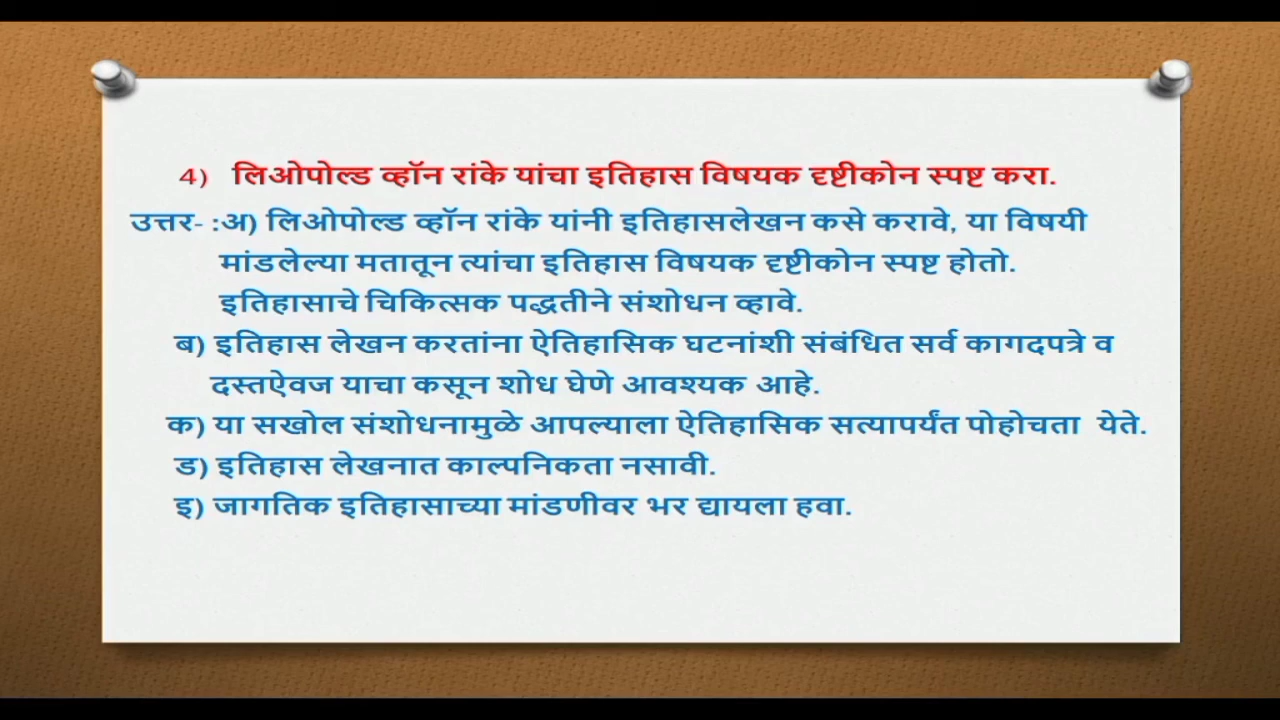 4) लिओपोल्ड व्हॉन रांके यांचा इतिहास विषयक दृष्टीकोन स्पष्ट करा.
उत्तर- :अ) लिओपोल्ड व्हॉन रांके यांनी इतिहासलेखन कसे करावे, या विषयी
मांडलेल्या मतातून त्यांचा इतिहास विषयक दृष्टीकोन स्पष्ट होतो.
इतिहासाचे चिकित्सक पद्धतीने संशोधन व्हावे.
ब) इतिहास लेखन करतांना ऐतिहासिक घटनांशी संबंधित सर्व कागदपत्रे व
दस्तऐवज याचा कसून शोध घेणे आवश्यक आहे.
क) या सखोल संशोधनामुळे आपल्याला ऐतिहासिक सत्यापर्यंत पोहोचता येते.
ड) इतिहास लेखनात काल्पनिकता नसावी.
इ) जागतिक इतिहासाच्या मांडणीवर भर द्यायला हवा.